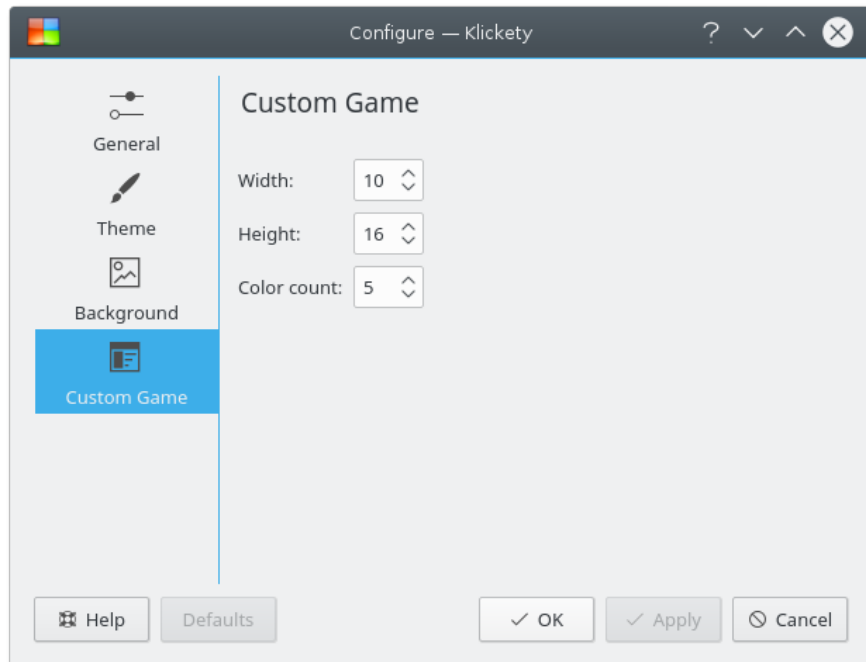 Configure — Klickety
General
Theme
Background
Custom Game
Custom Game
Width: 10
Height: 16
Color count: 5
Help Defaults OK Apply Cancel